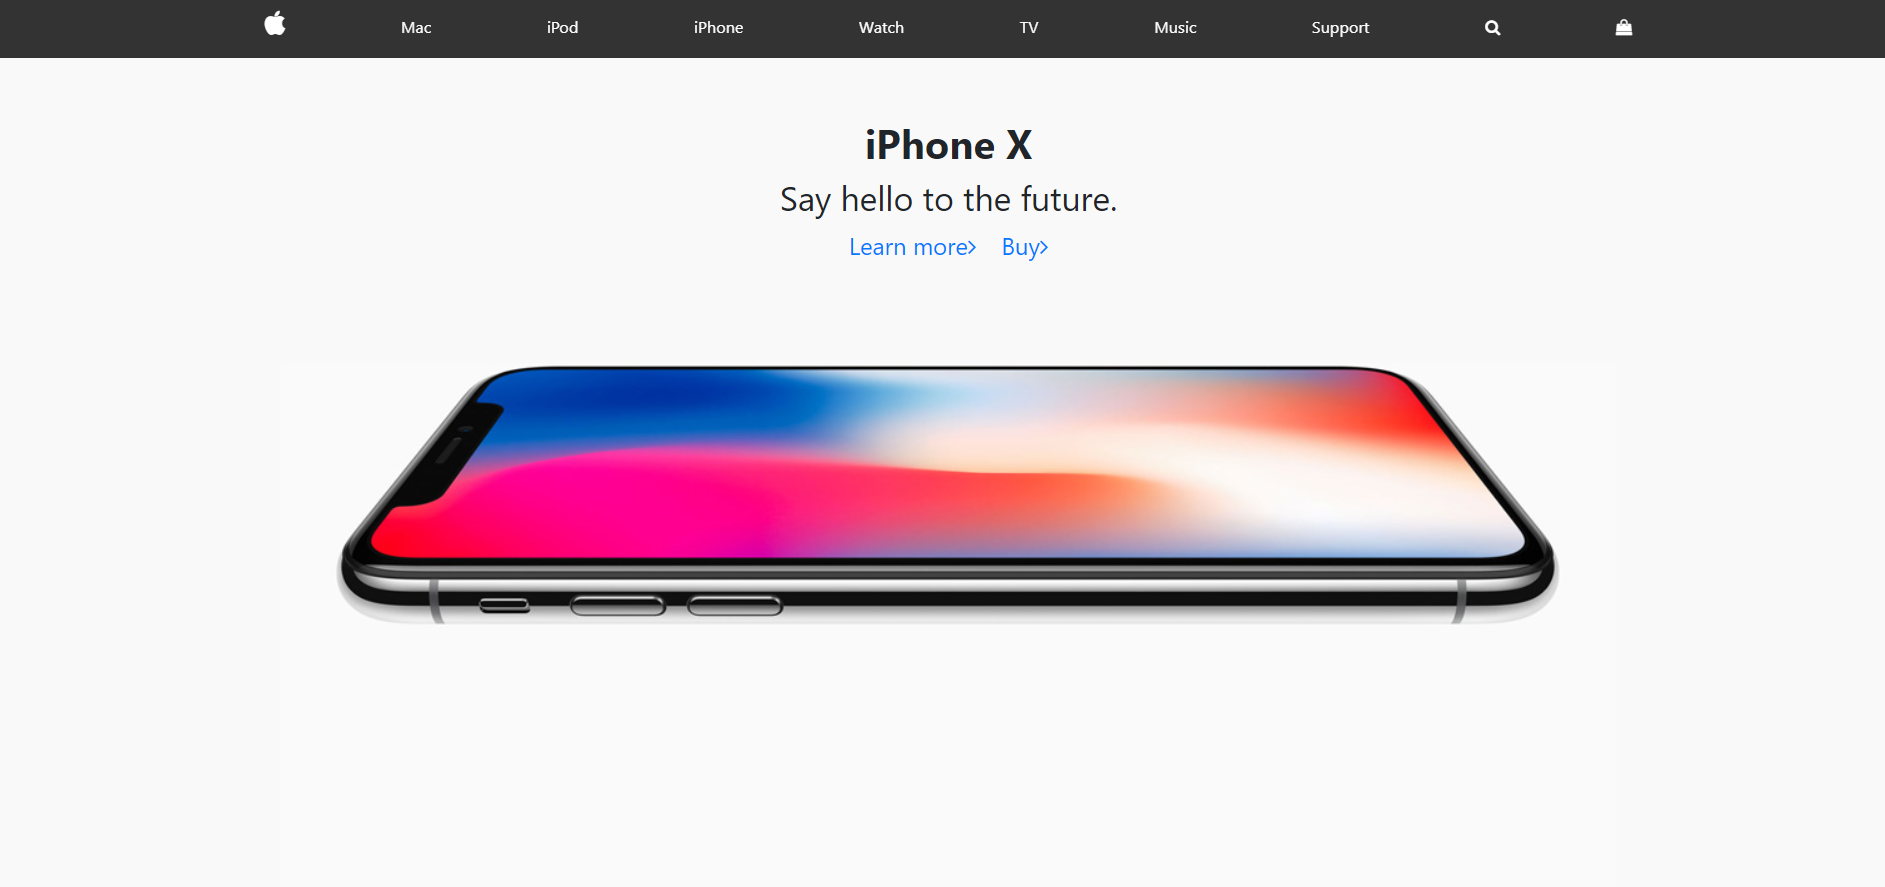 Mac iPod iPhone Watch TV Music Support
iPhone X
Say hello to the future.
Learn more> Buy>